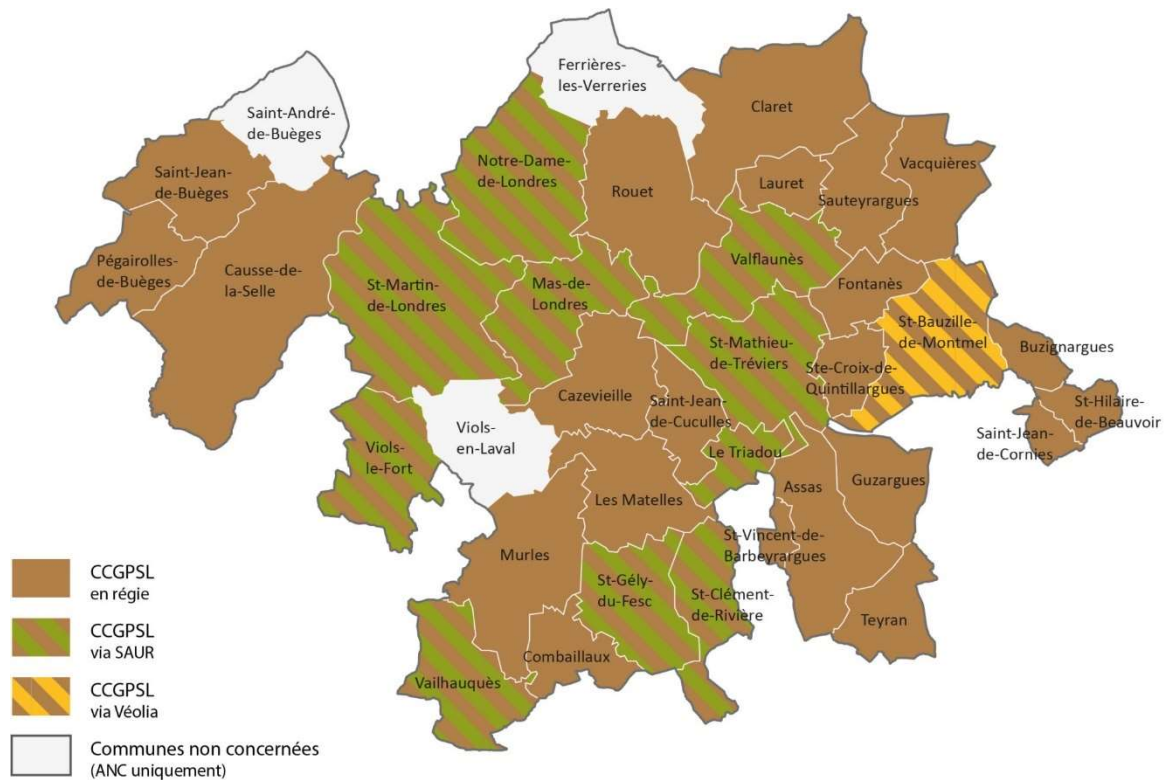 Ferrières-
les-Verreries
Claret
Saint-André-
de-Buèges
Notre-Dame-
de-Londres
Saint-Jean-
de-Buèges
Vacquières
Rouet
Lauret
Sauteyrargues
Pégairolles-
de-Buèges
Causse-de-
la-Selle
Valflaunès
Fontanès
St-Martin-
de-Londres
Mas-de-
Londres
St-Bauzille-
de-Montmel
St-Mathieu-
de-Tréviers
Buzignargues
Ste-Croix-de-
Quintillargues
Cazevieille
Saint-Jean-
de-Cuculles
St-Hilaire-
de-Beauvoir
Viols-
en-Laval
Saint-Jean-
de-Cornies
Viols-
le-Fort
Le Triadou
Guzargues
Assas
Les Matelles
St-Vincent-de-
Barbeyrargues
Murles
St-Gély-
du-Fesc
St-Clément-
de-Rivière
Teyran
Combaillaux
Vailhauquès
CCGPSL
en régie
CCGPSL
via SAUR
CCGPSL
via Véolia
Communes non concernées
(ANC uniquement)